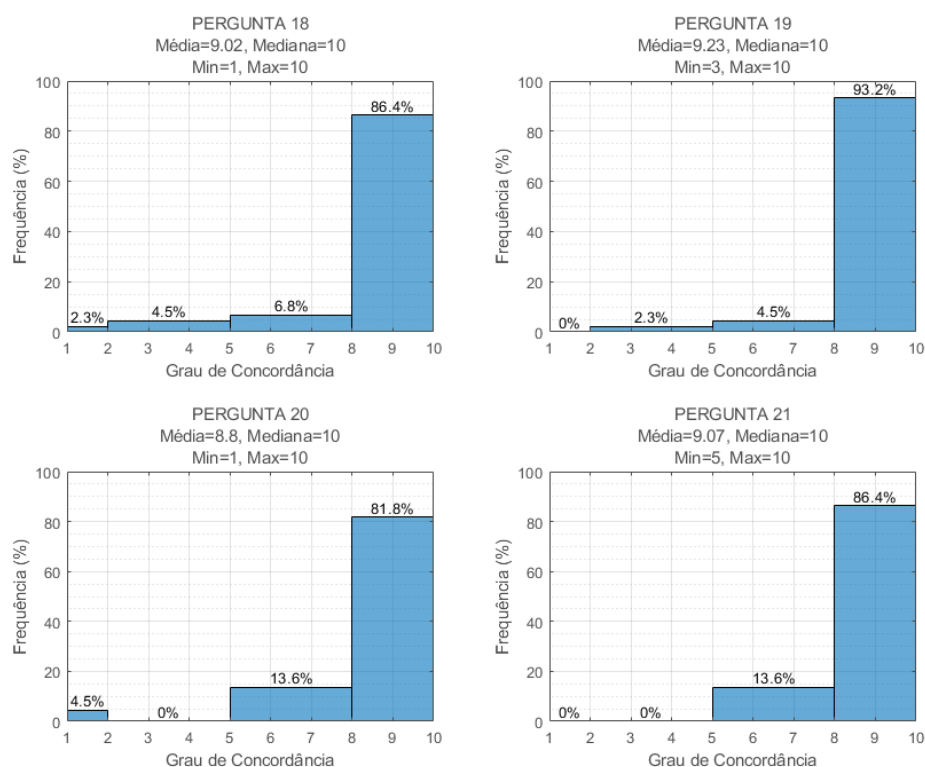 PERGUNTA 18
Média=9.02, Mediana=10
Min=1, Max=10
100
80
60
40
20
0
Frequência (%)
2.3%
4.5%
6.8%
86.4%
1 2 3 4 5 6 7 8 9 10
Grau de Concordância
PERGUNTA 19
Média=9.23, Mediana=10
Min=3, Max=10
100
80
60
40
20
0
Frequência (%)
0%
2.3%
4.5%
93.2%
1 2 3 4 5 6 7 8 9 10
Grau de Concordância
PERGUNTA 20
Média=8.8, Mediana=10
Min=1, Max=10
100
80
60
40
20
0
Frequência (%)
4.5%
0%
13.6%
81.8%
1 2 3 4 5 6 7 8 9 10
Grau de Concordância
PERGUNTA 21
Média=9.07, Mediana=10
Min=5, Max=10
100
80
60
40
20
0
Frequência (%)
0%
0%
13.6%
86.4%
1 2 3 4 5 6 7 8 9 10
Grau de Concordância